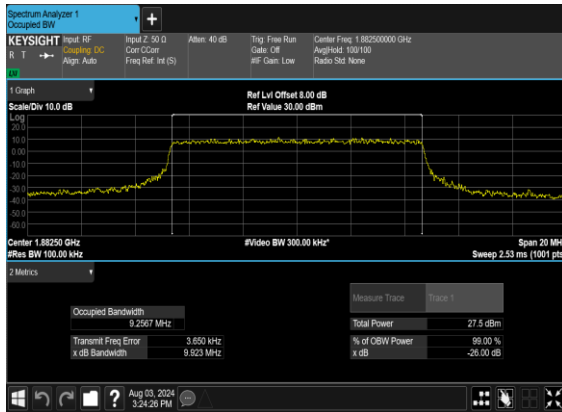 Spectrum Analyzer 1
Occupied BW
KEYSIGHT Input: RF Input Z: 50 Ω Atten: 40 dB Trig: Free Run Center Freq: 1.882500000 GHz
R T Coupling: DC Corr CCorr Gate: Off Avg|Hold: 100/100
Align: Auto Freq Ref: Int (S) #IF Gain: Low Radio Std: None
1 Graph Ref Lvl Offset 8.00 dB
Scale/Div 10.0 dB Ref Value 30.00 dBm
Log
20.0
10.0
0.00
-10.0
-20.0
-30.0
-40.0
-50.0
-60.0
Center 1.88250 GHz #Video BW 300.00 kHz* Span 20 MH
#Res BW 100.00 kHz Sweep 2.53 ms (1001 pts
2 Metrics
Measure Trace Trace 1
Occupied Bandwidth
9.2567 MHz Total Power 27.5 dBm
Transmit Freq Error 3.650 kHz % of OBW Power 99.00 %
x dB Bandwidth 9.923 MHz x dB -26.00 dB
? Aug 03, 2024
3:24:26 PM